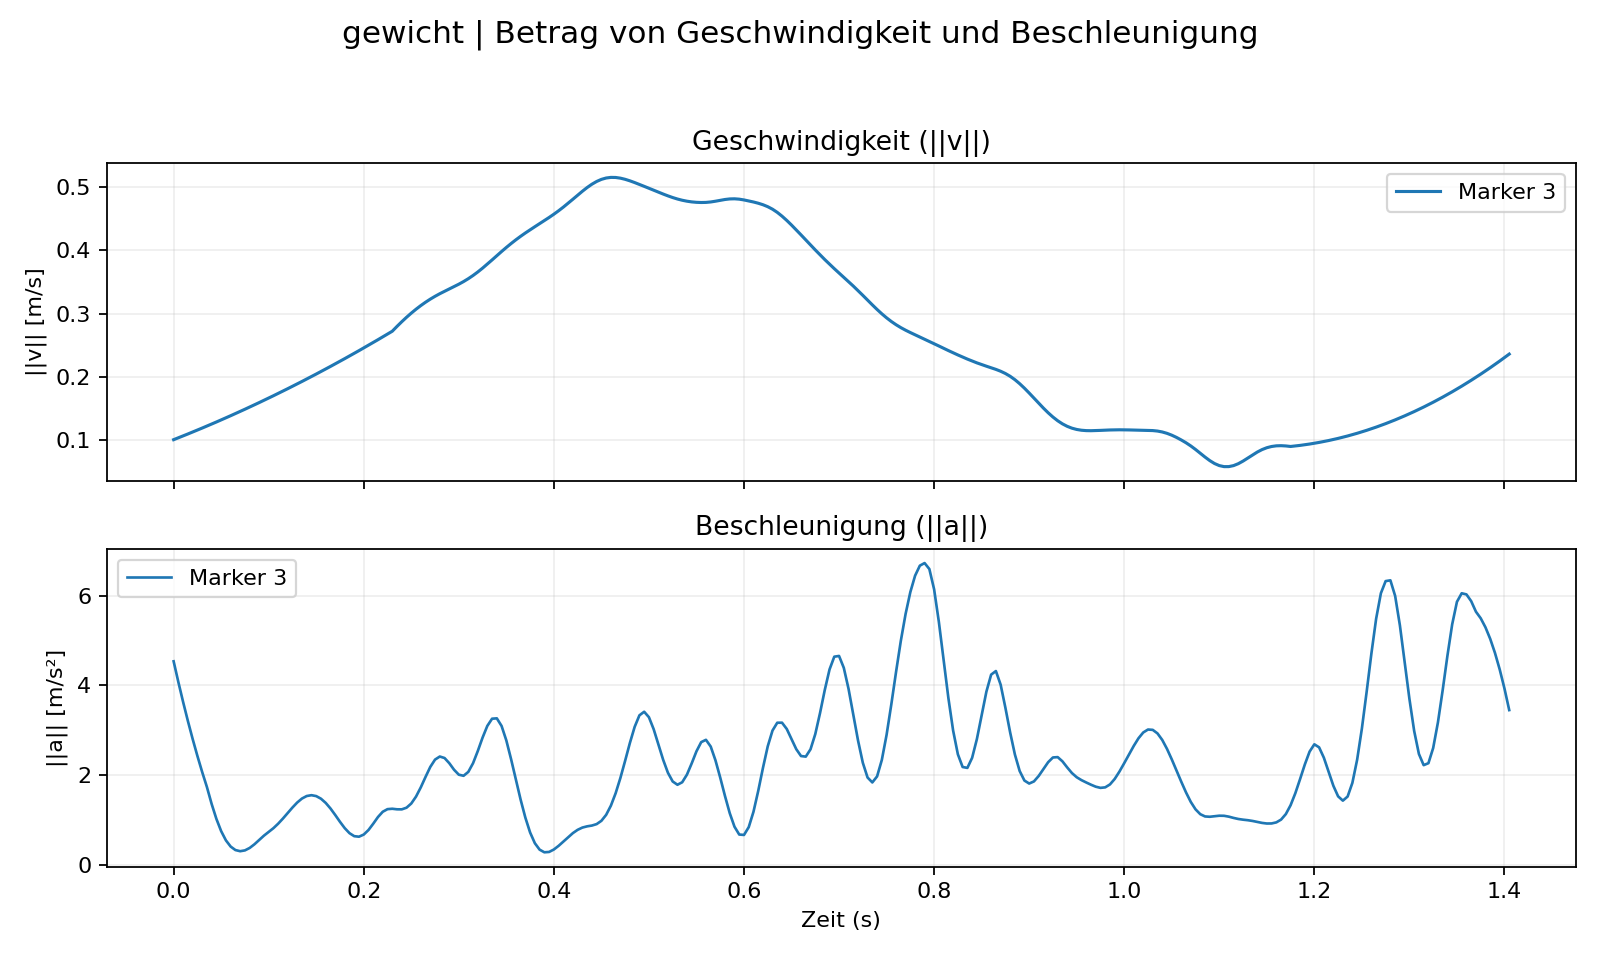 gewicht | Betrag von Geschwindigkeit und Beschleunigung
Geschwindigkeit (||v||)
||v|| [m/s]
0.5
0.4
0.3
0.2
0.1
Marker 3
Beschleunigung (||a||)
||a|| [m/s²]
6
4
2
0
Marker 3
0.0 0.2 0.4 0.6 0.8 1.0 1.2 1.4
Zeit (s)